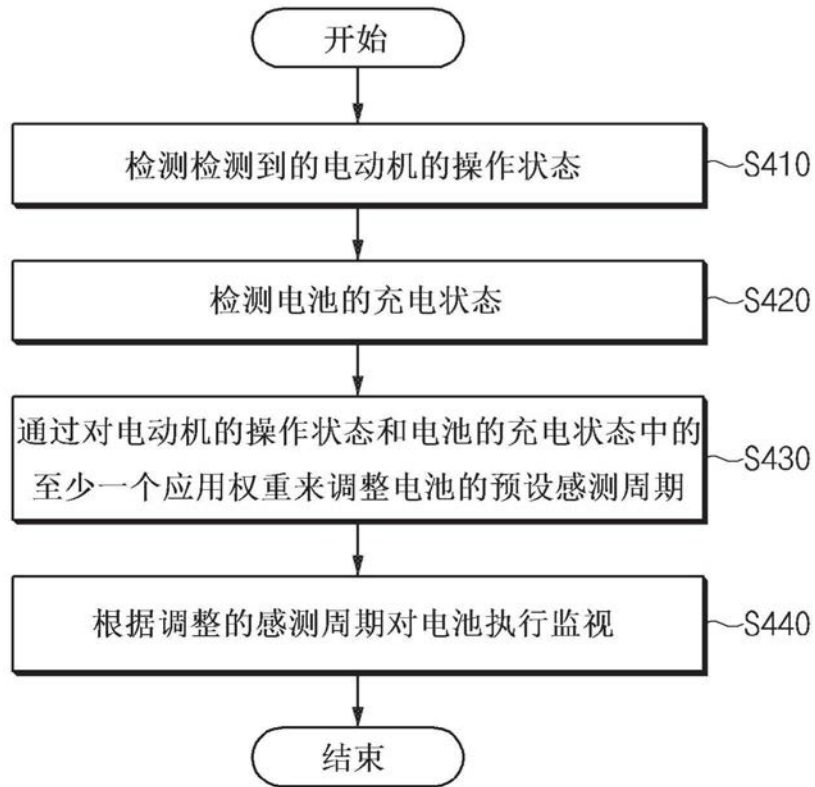 开始
检测检测到的电动机的操作状态
S410
检测电池的充电状态
S420
通过对电动机的操作状态和电池的充电状态中的
至少一个应用权重来调整电池的预设感测周期
S430
根据调整的感测周期对电池执行监视
S440
结束